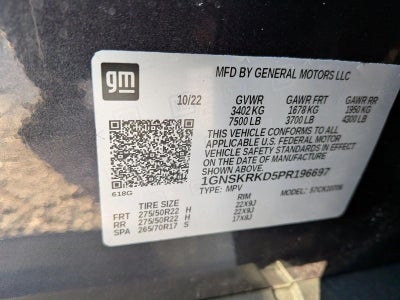 gm
MFD BY GENERAL MOTORS LLC
10/22 GVWR GAWR FRT GAWR RR
3402 KG 1678 KG 1950 KG
7500 LB 3700 LB 4300 LB
THIS VEHICLE CONFORMS TO ALL
APPLICABLE U.S. FEDERAL MOTOR
VEHICLE SAFETY STANDARDS IN
EFFECT ON THE DATE OF MANUFACTURE
SHOWN ABOVE.
1GNSKRKD5PR196697
618G
TYPE: MPV MODEL:
TIRE SIZE RIM
FRT 275/50R22 H 22X9J
RR 275/50R22 H 22X9J
SPA 265/70R17 S 17X8J